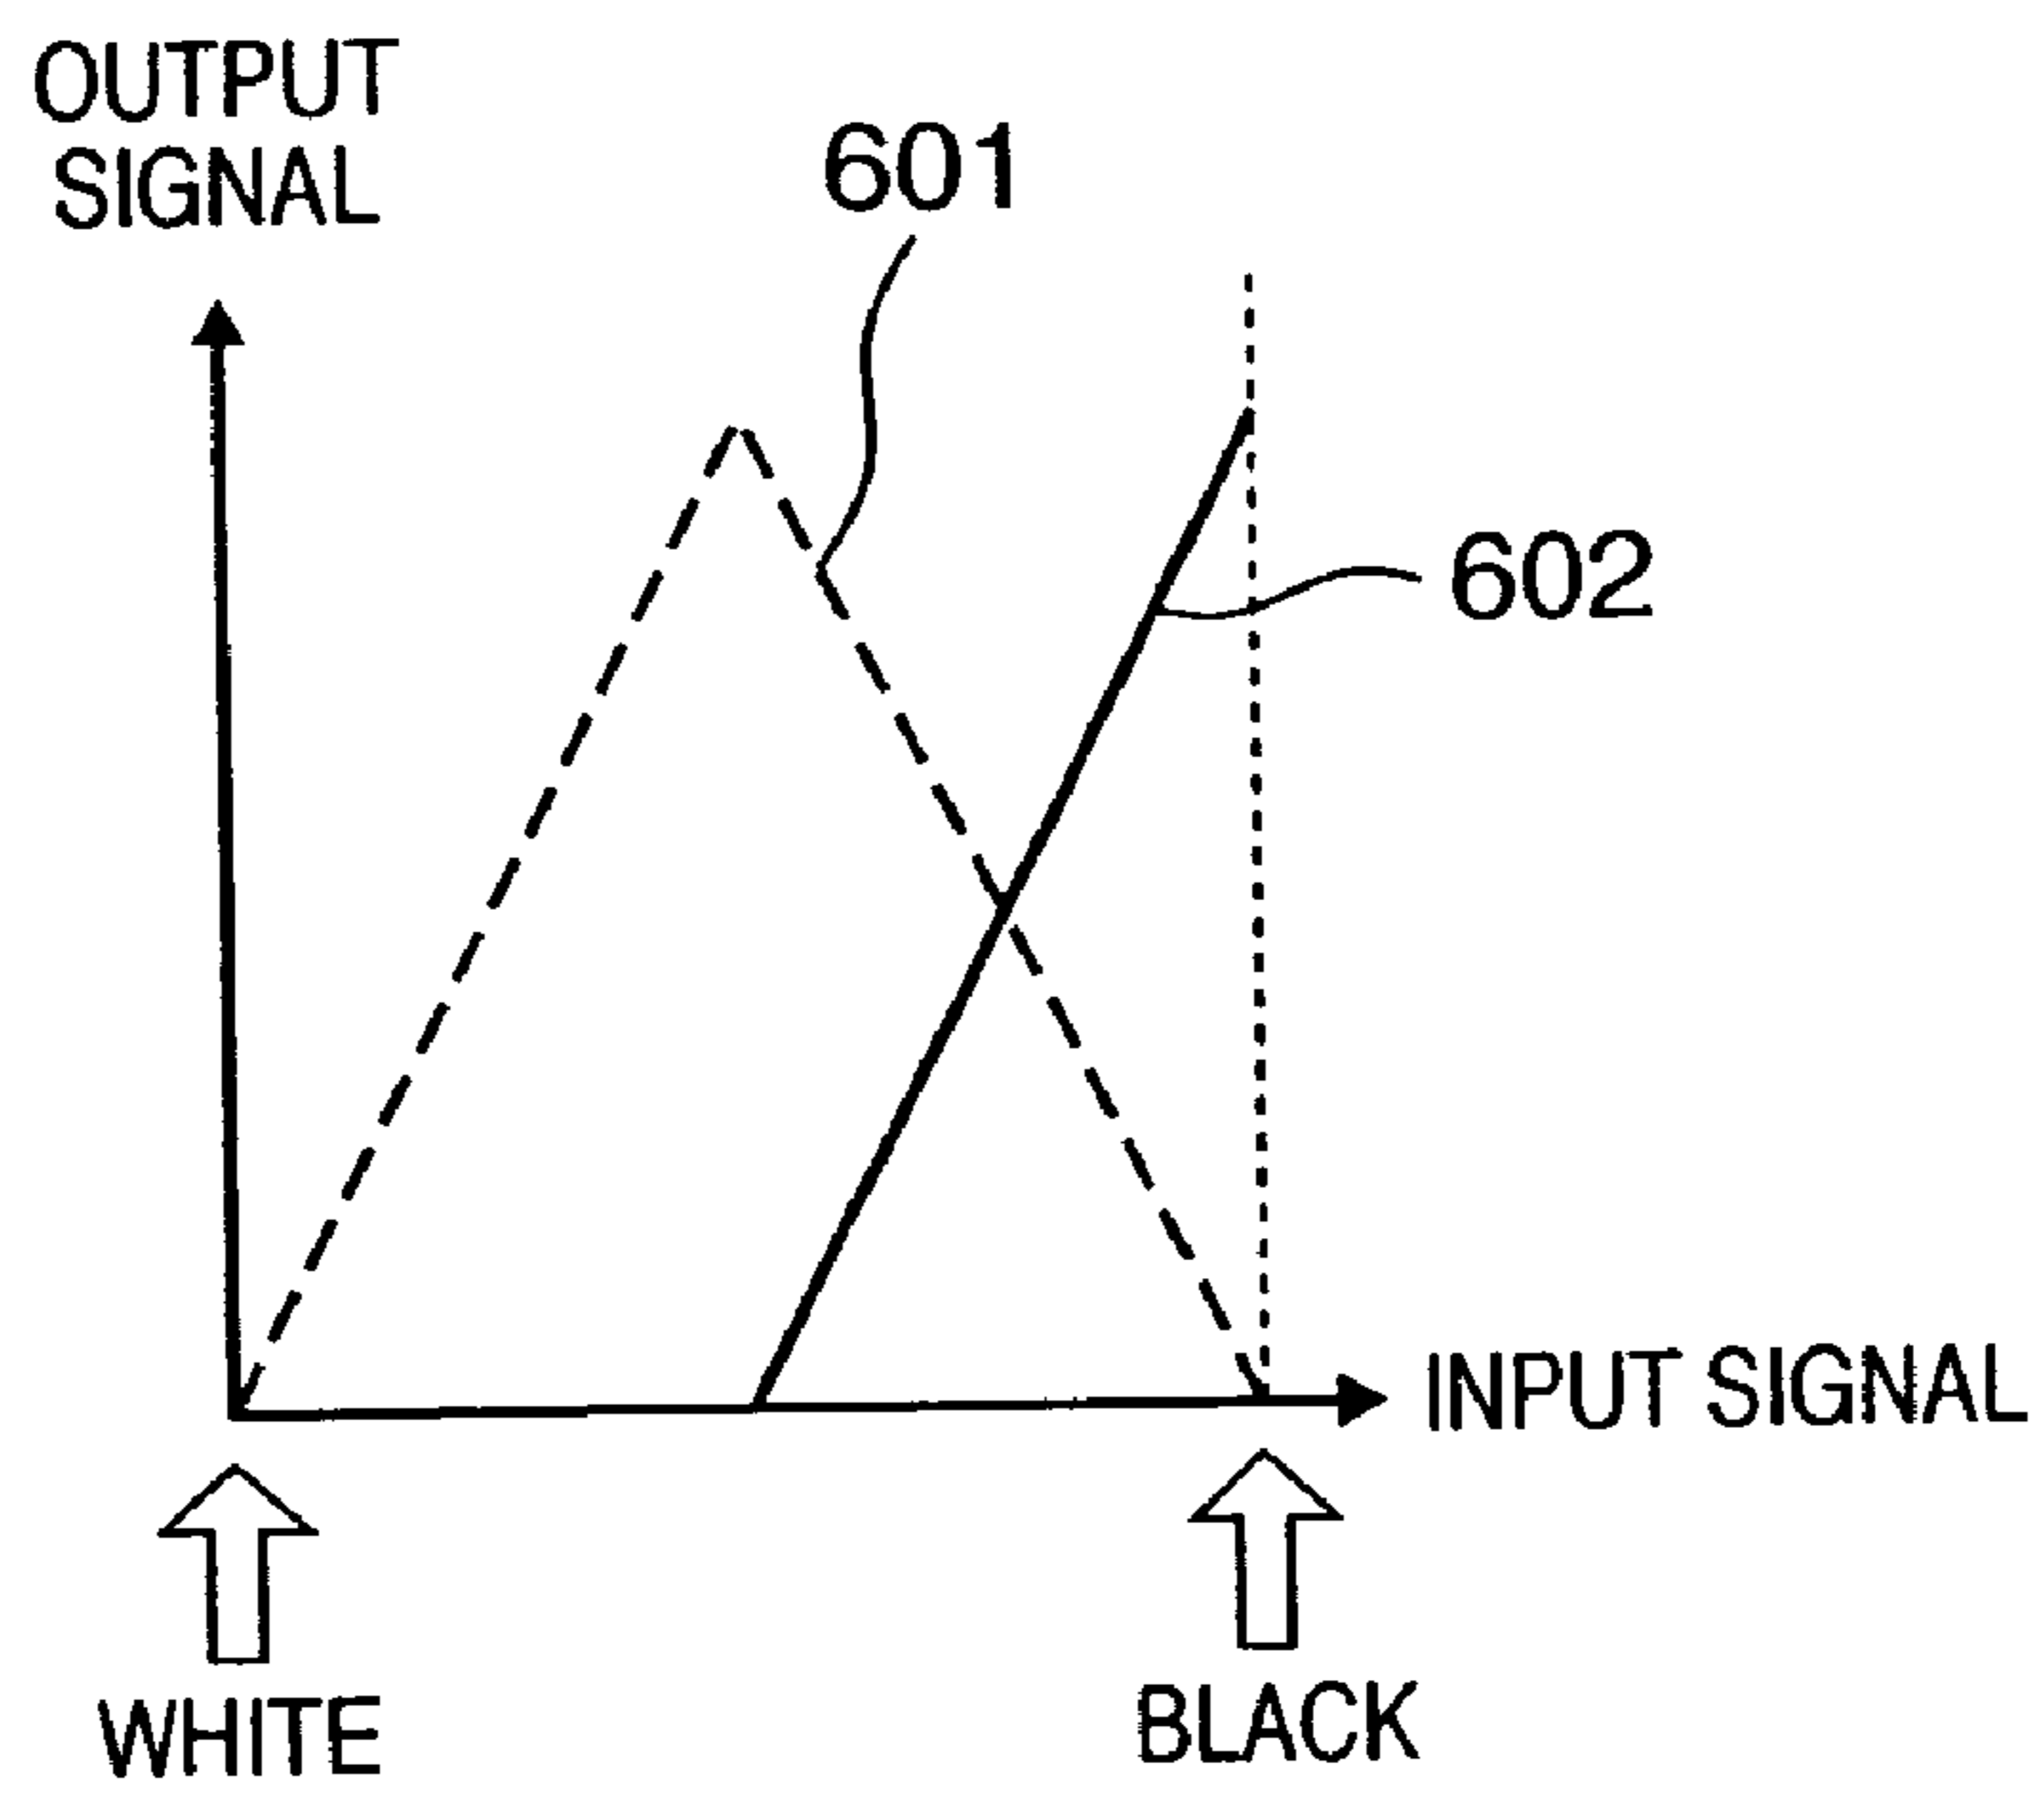 OUTPUT
SIGNAL
601
602
INPUT SIGNAL
WHITE
BLACK